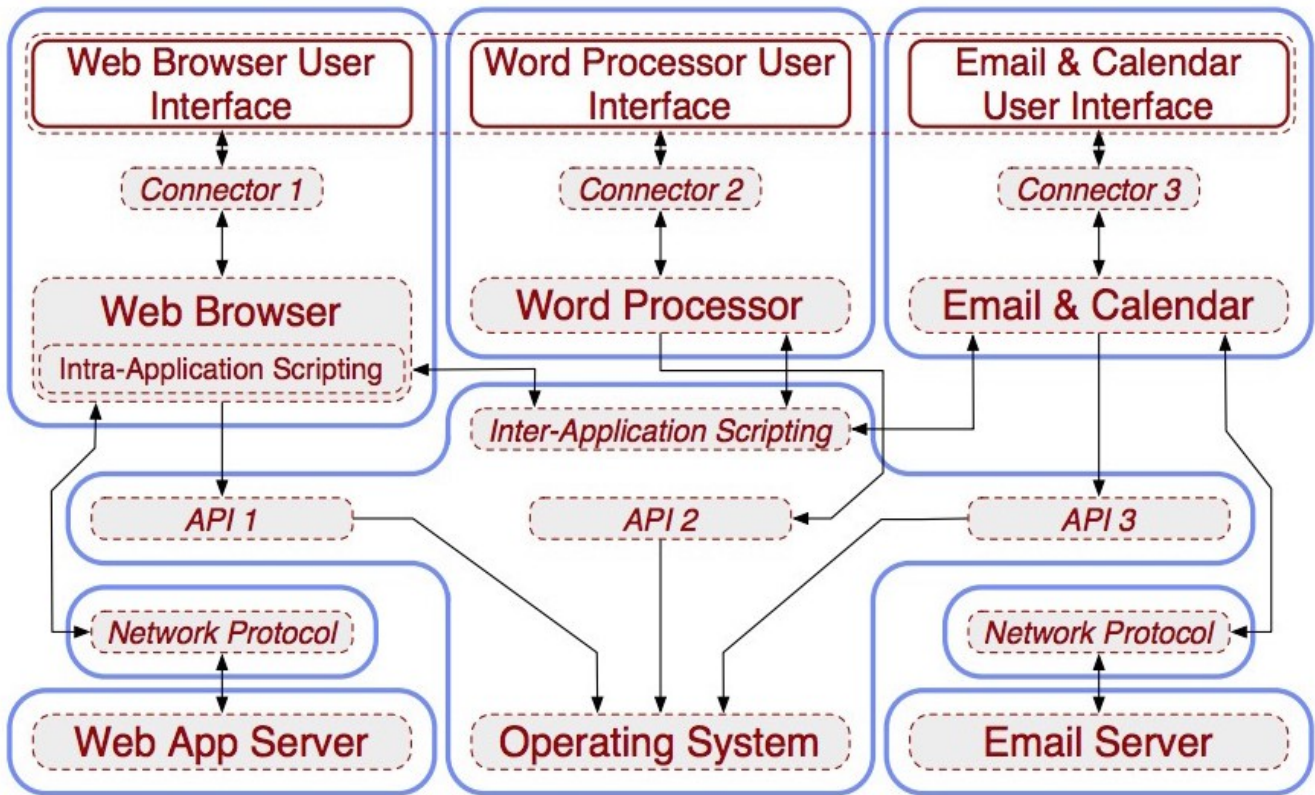 Web Browser User
Interface
Word Processor User
Interface
Email & Calendar
User Interface
Connector 1
Connector 2
Connector 3
Web Browser
Intra-Application Scripting
Word Processor
Email & Calendar
Inter-Application Scripting
API 1
API 2
API 3
Network Protocol
Network Protocol
Web App Server
Operating System
Email Server